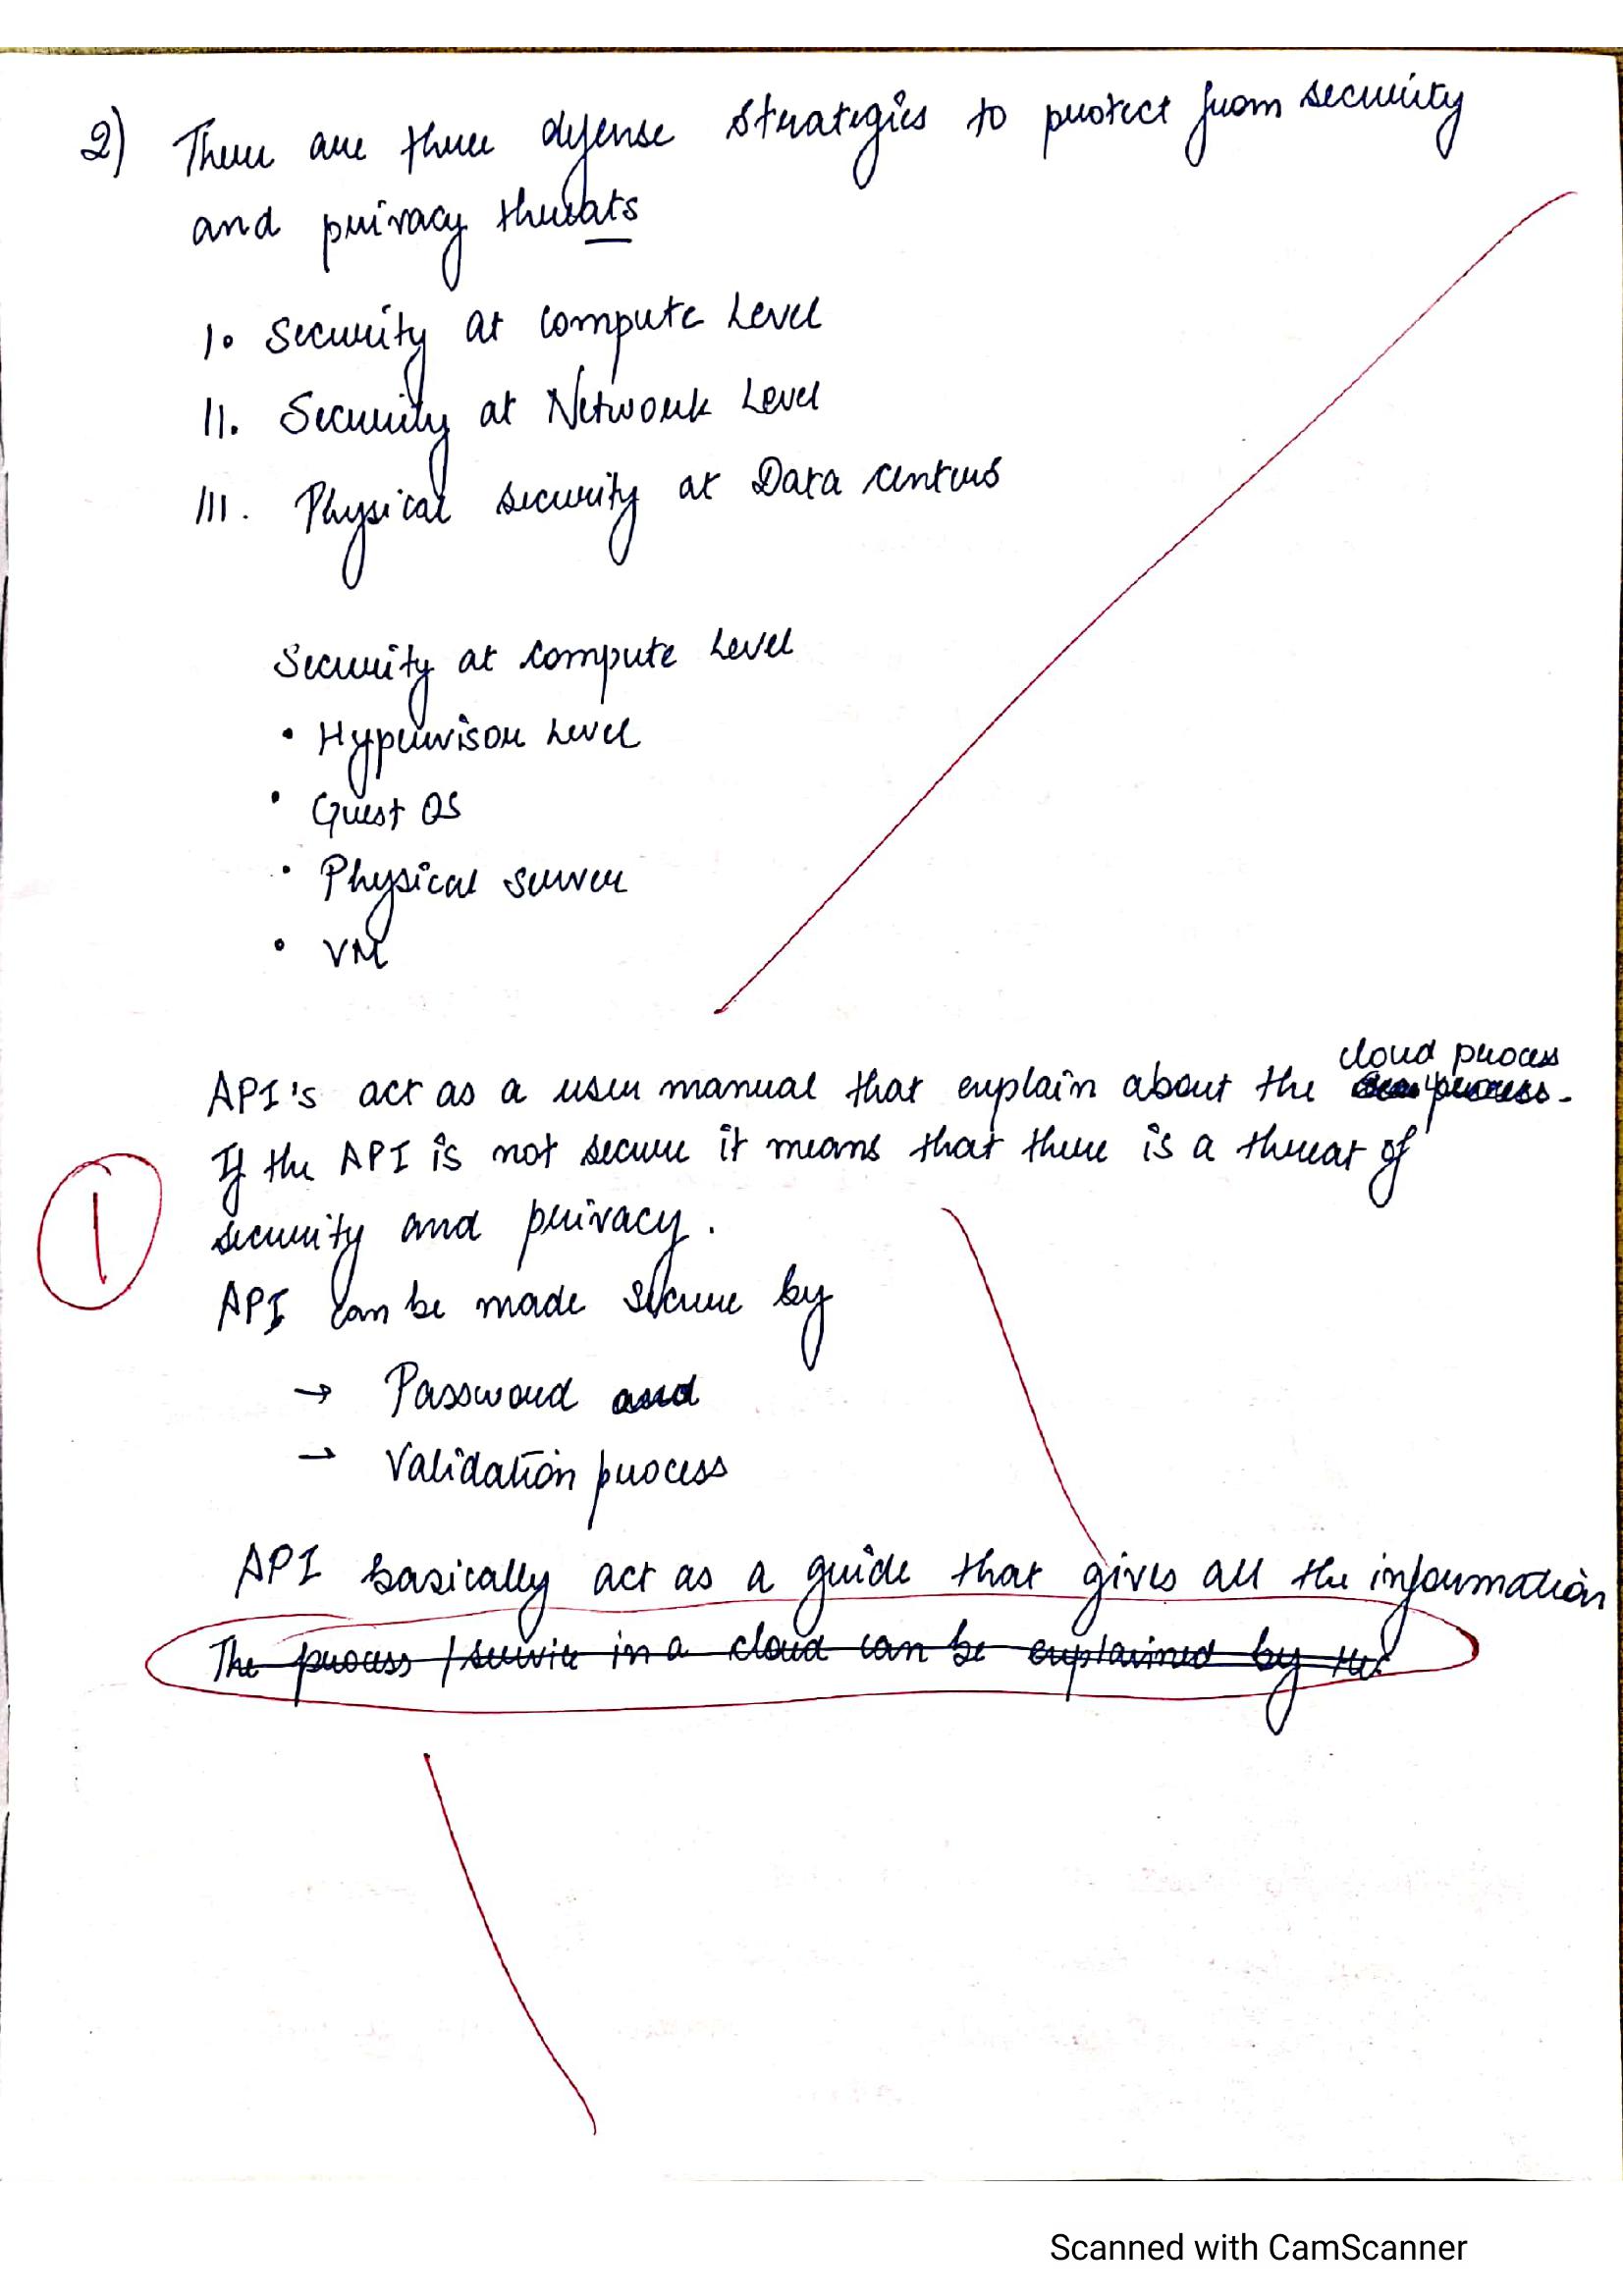 2) There are three defense strategies to protect from security
and privacy threats
I. Security at compute Level
II. Security at Network Level
III. Physical security at Data centers
Security at compute Level
• Hypervisor Level
• Guest OS
• Physical server
• VM
cloud process
API's act as a user manual that explain about the process.
If the API is not secure it means that there is a threat of
security and privacy.
1
API can be made secure by
→ Password and
→ Validation process
API basically act as a guide that gives all the information
The process / service in a cloud can be explained by the
Scanned with CamScanner